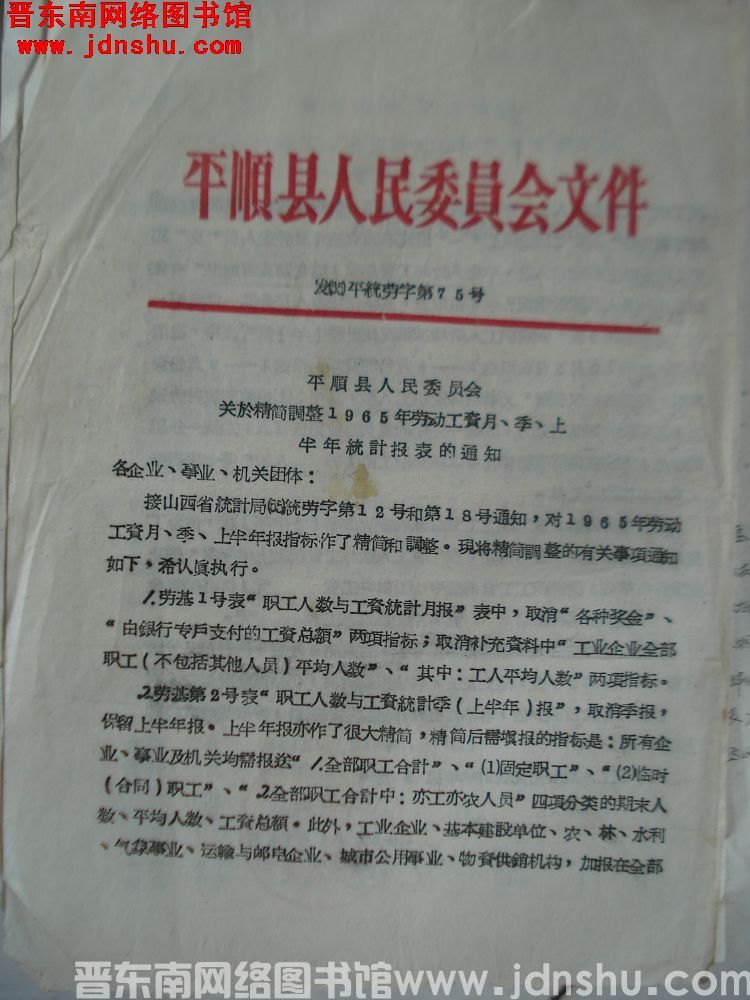 晋东南网络图书馆
www.jdnshu.com
平順县人民委員会文件
发(65)平統劳字第75号
平順县人民委員会
关於精简調整1965年劳动工資月、季、上
半年統計报表的通知
各企业、事业、机关团体：
接山西省統計局(65)統劳字第12号和第18号通知，对1965年劳动
工資月、季、上半年报指标作了精简和調整。現将精简調整的有关事項通知
如下，希认眞执行。
1.劳基1号表“职工人数与工資統計月报”表中，取消“各种奖金”、
“由銀行专戶支付的工資总額”两項指标；取消补充資料中“工业企业全部
职工(不包括其他人員)平均人数”、“其中：工人平均人数”两項指标。
2.劳基第2号表“职工人数与工資統計季(上半年)报”，取消季报，
保留上半年报。上半年报亦作了很大精简，精简后需填报的指标是：所有企
业、事业及机关均需报送“1.全部职工合計”、“(1)固定职工”、“(2)临时
(合同)职工”、“2.全部职工合計中：亦工亦农人員”四項分类的期末人
数、平均人数、工資总額。此外，工业企业、基本建設单位、农、林、水利
、气象事业、运輸与邮电企业、城市公用事业、物資供銷机构，加报在全部
晋东南网络图书馆www.jdnshu.com